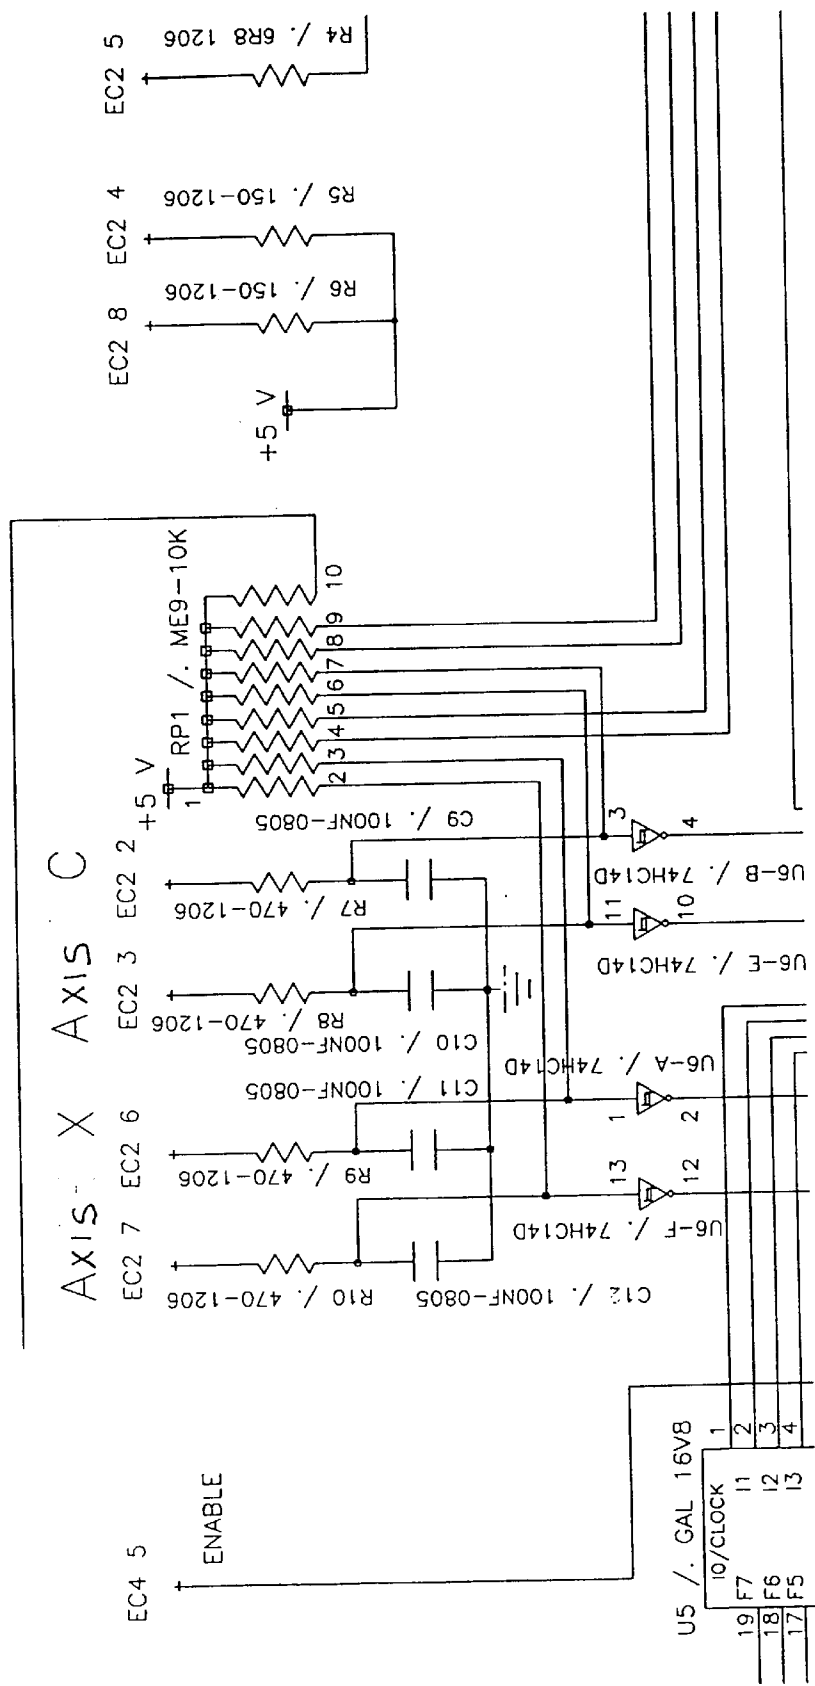 EC2 5
R4 /. 6R8 1206
EC2 4
R5 /. 150-1206
EC2 8
R6 /. 150-1206
+5 V
RP1 /. ME9-10K
10
9
8
7
6
5
4
3
2
1
+5 V
AXIS C
EC2 2
R7 /. 470-1206
C9 /. 100NF-0805
3
4
U6-B /. 74HC14D
EC2 3
R8 /. 470-1206
C10 /. 100NF-0805
11
10
U6-E /. 74HC14D
AXIS X
EC2 6
R9 /. 470-1206
C11 /. 100NF-0805
1
2
U6-A /. 74HC14D
EC2 7
R10 /. 470-1206
C12 /. 100NF-0805
13
12
U6-F /. 74HC14D
EC4 5
ENABLE
U5 /. GAL 16V8
1
2
3
4
I0/CLOCK
I1
I2
I3
F7
F6
F5
19
18
17